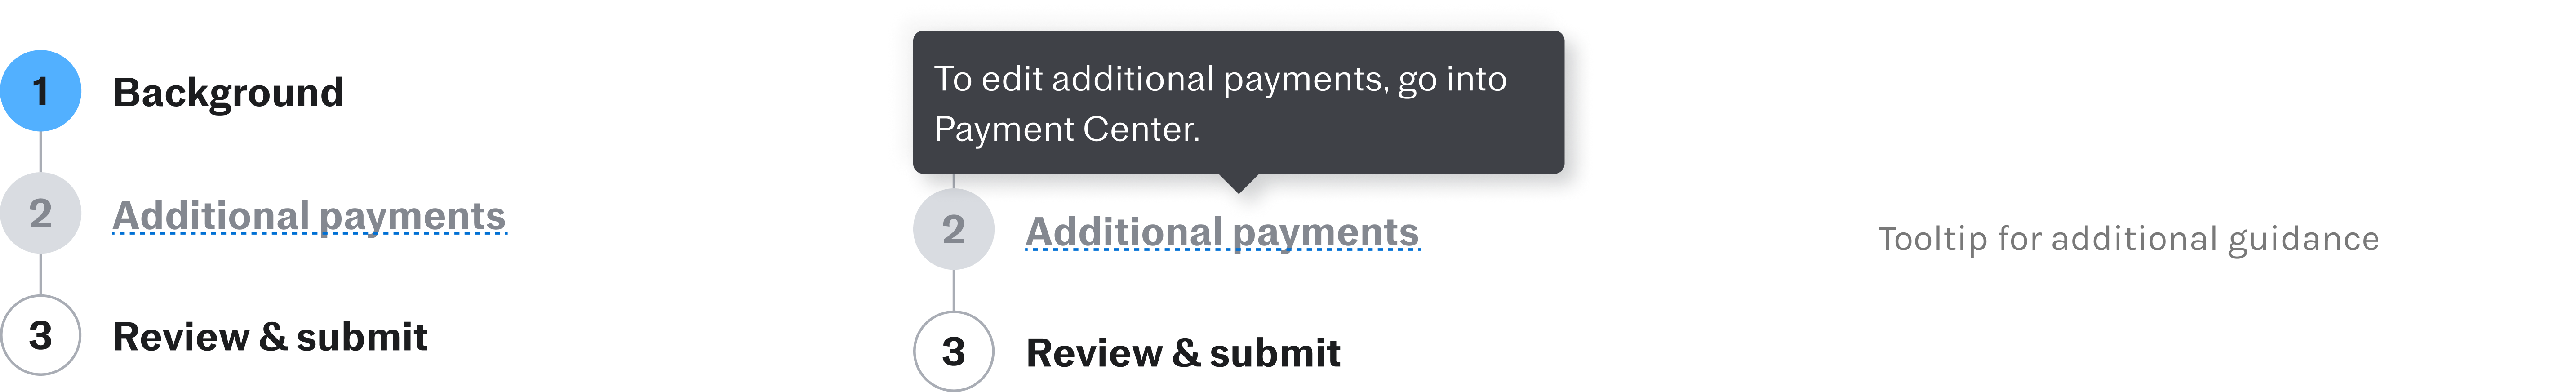 1 Background
2 Additional payments
3 Review & submit
To edit additional payments, go into
Payment Center.
2 Additional payments
3 Review & submit
Tooltip for additional guidance